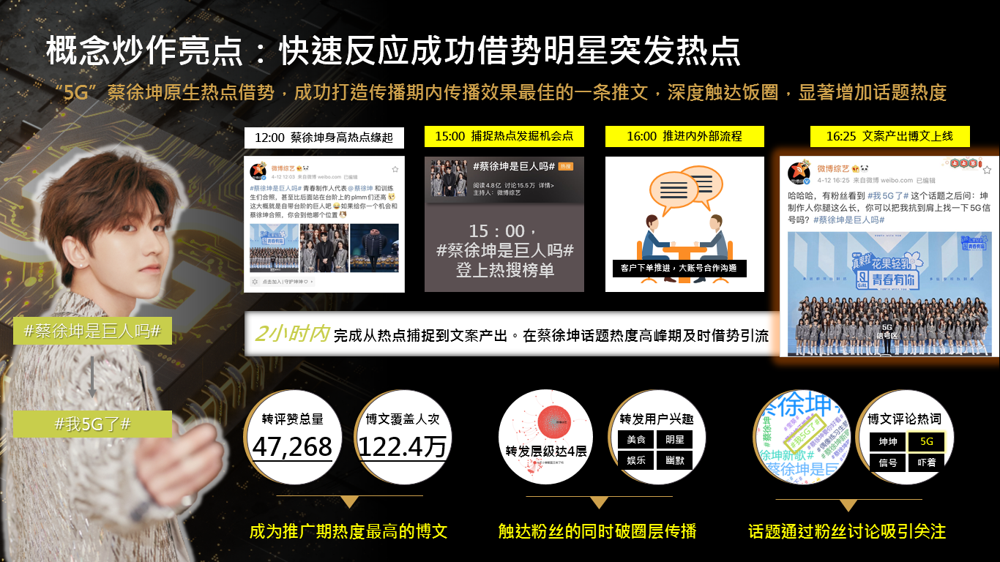 概念炒作亮点：快速反应成功借势明星突发热点
“5G”蔡徐坤原生热点借势，成功打造传播期内传播效果最佳的一条推文，深度触达饭圈，显著增加话题热度
12:00 蔡徐坤身高热点缘起
微博综艺
4-12 12:03 来自微博 weibo.com 已编辑
#蔡徐坤是巨人吗# 青春制作人代表@蔡徐坤 和训练
生们合照，甚至比后面站在台阶上的plmm们还高
这大概就是自带台阶的巨人吧 如果给你一个机会和
蔡徐坤合照，你会到他哪个位置
青春有你
点击加入 | 守护坤坤♡ ›
15:00 捕捉热点发掘机会点
#蔡徐坤是巨人吗# 热搜
阅读4.8亿 讨论15.5万 详情>
主持人：微博综艺
15：00，
#蔡徐坤是巨人吗#
登上热搜榜单
16:00 推进内外部流程
客户下单推进，大账号合作沟通
16:25 文案产出博文上线
微博综艺
4-12 16:25 来自微博 weibo.com 已编辑
哈哈哈，有粉丝看到 #我5G了# 这个话题之后问：坤
制作人你腿这么长，你可以把我抗到肩上找一下5G信
号吗？#蔡徐坤是巨人吗#
真果粒
花果轻乳
青春有你
5G
信号区
2小时内 完成从热点捕捉到文案产出。在蔡徐坤话题热度高峰期及时借势引流
#蔡徐坤是巨人吗#
#我5G了#
转评赞总量
47,268
博文覆盖人次
122.4万
成为推广期热度最高的博文
转发层级达4层
转发用户兴趣
美食 明星
娱乐 幽默
触达粉丝的同时破圈层传播
蔡徐坤
#蔡徐坤
#我5G了#
徐坤新歌#
蔡徐坤是巨
博文评论热词
坤坤 5G
信号 吓着
话题通过粉丝讨论吸引关注